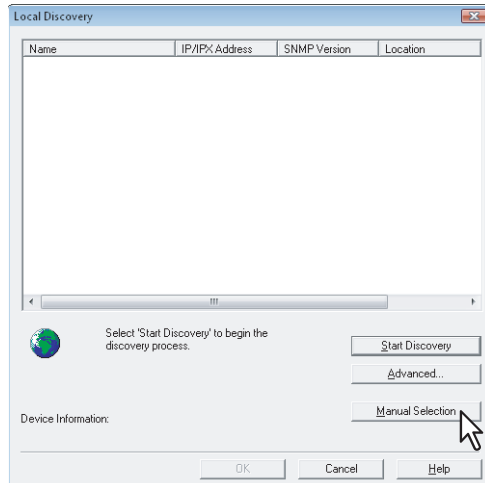 Local Discovery
Name IP/IPX Address SNMP Version Location
Select 'Start Discovery' to begin the
discovery process.
Start Discovery
Advanced...
Manual Selection
Device Information:
OK Cancel Help